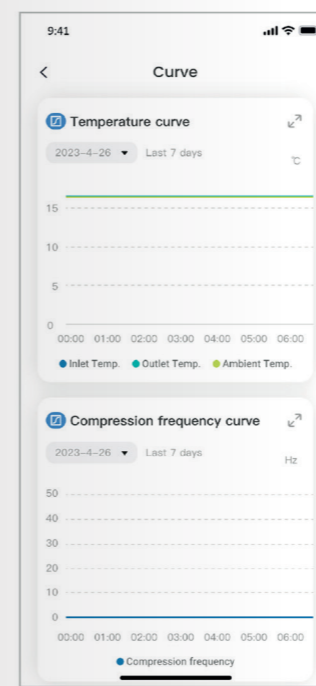 9:41
Curve
Temperature curve
2023-4-26 Last 7 days
℃
15
10
5
0
00:00 01:00 02:00 03:00 04:00 05:00 06:00
Inlet Temp. Outlet Temp. Ambient Temp.
Compression frequency curve
2023-4-26 Last 7 days
Hz
50
40
30
20
10
0
00:00 01:00 02:00 03:00 04:00 05:00 06:00
Compression frequency